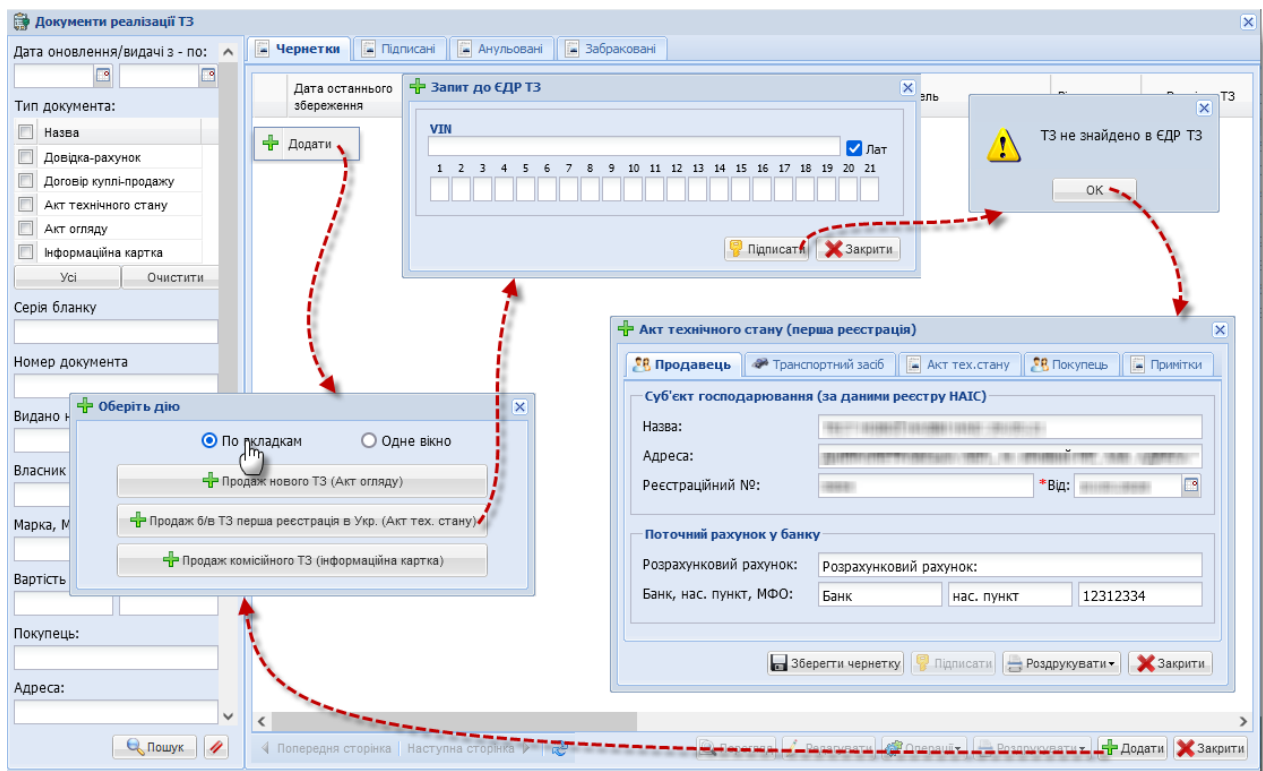 Документи реалізації ТЗ
Дата оновлення/видачі з - по:
Тип документа:
Назва
Довідка-рахунок
Договір куплі-продажу
Акт технічного стану
Акт огляду
Інформаційна картка
Усі Очистити
Серія бланку
Номер документа
Видано
Власник
Марка,
Вартість
Покупець:
Адреса:
Пошук
Чернетки Підписані Анульовані Забраковані
Дата останнього
збереження
ТЗ
Додати
Запит до ЄДР ТЗ
VIN
Лат
1 2 3 4 5 6 7 8 9 10 11 12 13 14 15 16 17 18 19 20 21
Підписати Закрити
ТЗ не знайдено в ЄДР ТЗ
OK
Оберіть дію
По вкладкам Одне вікно
Продаж нового ТЗ (Акт огляду)
Продаж б/в ТЗ перша реєстрація в Укр. (Акт тех. стану)
Продаж комісійного ТЗ (інформаційна картка)
Акт технічного стану (перша реєстрація)
Продавець Транспортний засіб Акт тех.стану Покупець Примітки
Суб'єкт господарювання (за даними реєстру НАІС)
Назва:
Адреса:
Реєстраційний №: *Від:
Поточний рахунок у банку
Розрахунковий рахунок: Розрахунковий рахунок:
Банк, нас. пункт, МФО: Банк нас. пункт 12312334
Зберегти чернетку Підписати Роздрукувати Закрити
Попередня сторінка Наступна сторінка Перегляд Редагувати Операції Роздрукувати Додати Закрити